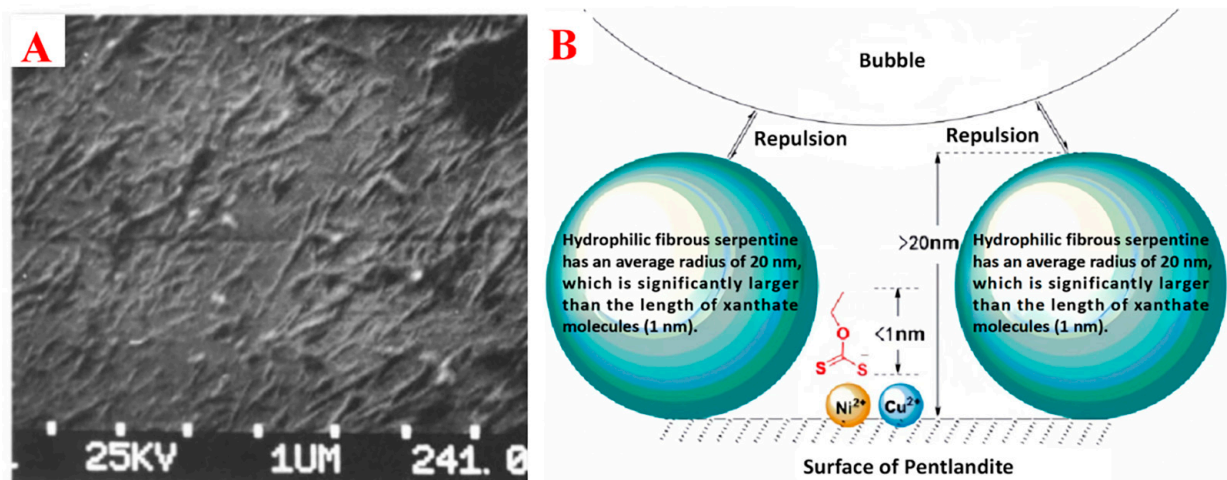 A
25KV 1UM 241.0
B
Bubble
Repulsion
Repulsion
Hydrophilic fibrous serpentine
has an average radius of 20 nm,
which is significantly larger
than the length of xanthate
molecules (1 nm).
>20nm
Hydrophilic fibrous serpentine
has an average radius of 20 nm,
which is significantly larger
than the length of xanthate
molecules (1 nm).
O
S S
-
<1nm
Ni²⁺ Cu²⁺
Surface of Pentlandite